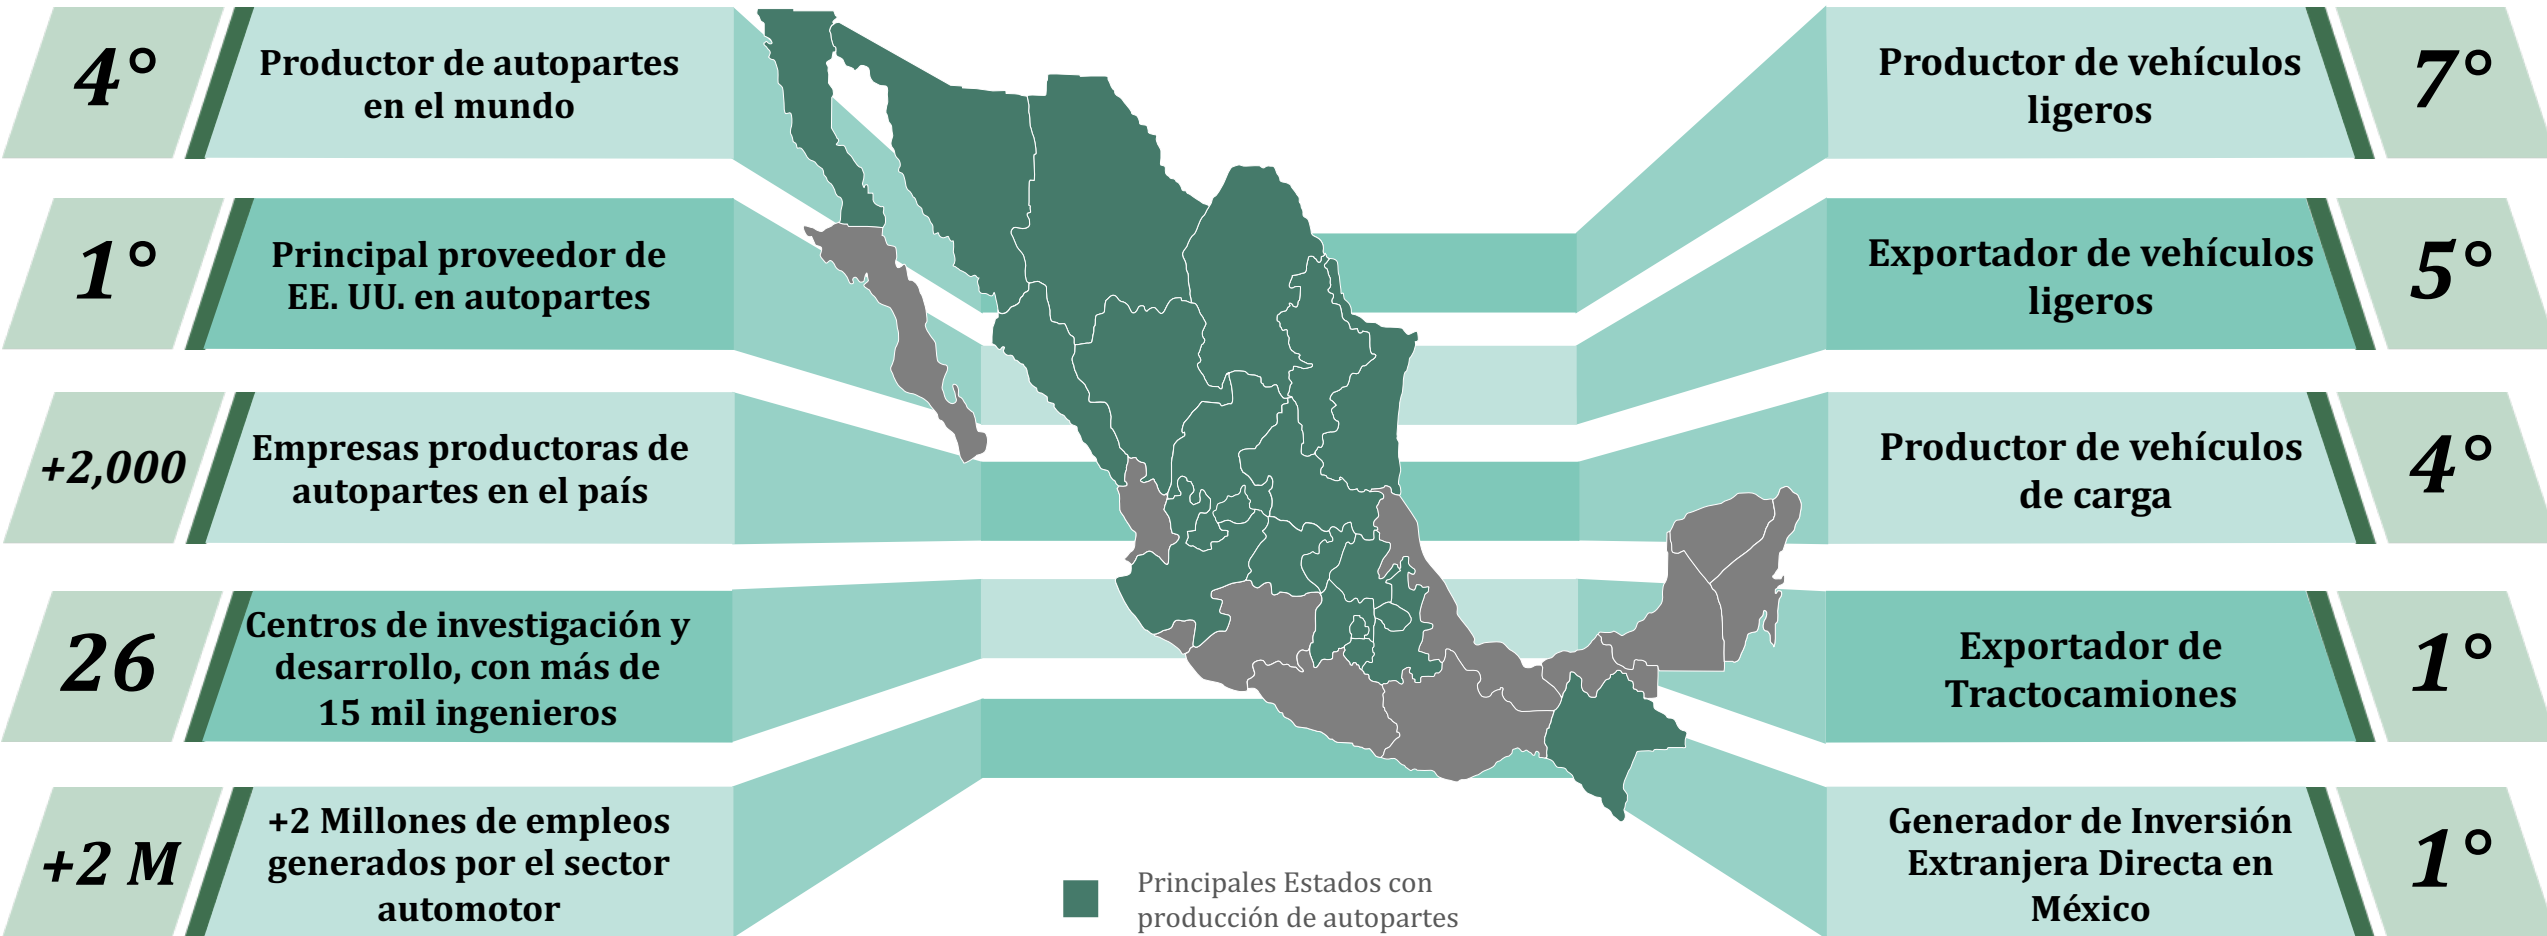 4°
Productor de autopartes
en el mundo
1°
Principal proveedor de
EE. UU. en autopartes
+2,000
Empresas productoras de
autopartes en el país
26
Centros de investigación y
desarrollo, con más de
15 mil ingenieros
+2 M
+2 Millones de empleos
generados por el sector
automotor
Productor de vehículos
ligeros
7°
Exportador de vehículos
ligeros
5°
Productor de vehículos
de carga
4°
Exportador de
Tractocamiones
1°
Generador de Inversión
Extranjera Directa en
México
1°
Principales Estados con
producción de autopartes